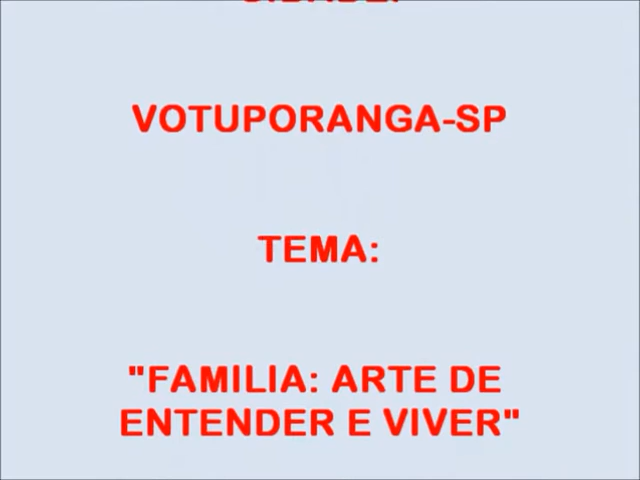 VOTUPORANGA-SP
TEMA:
"FAMILIA: ARTE DE
ENTENDER E VIVER"